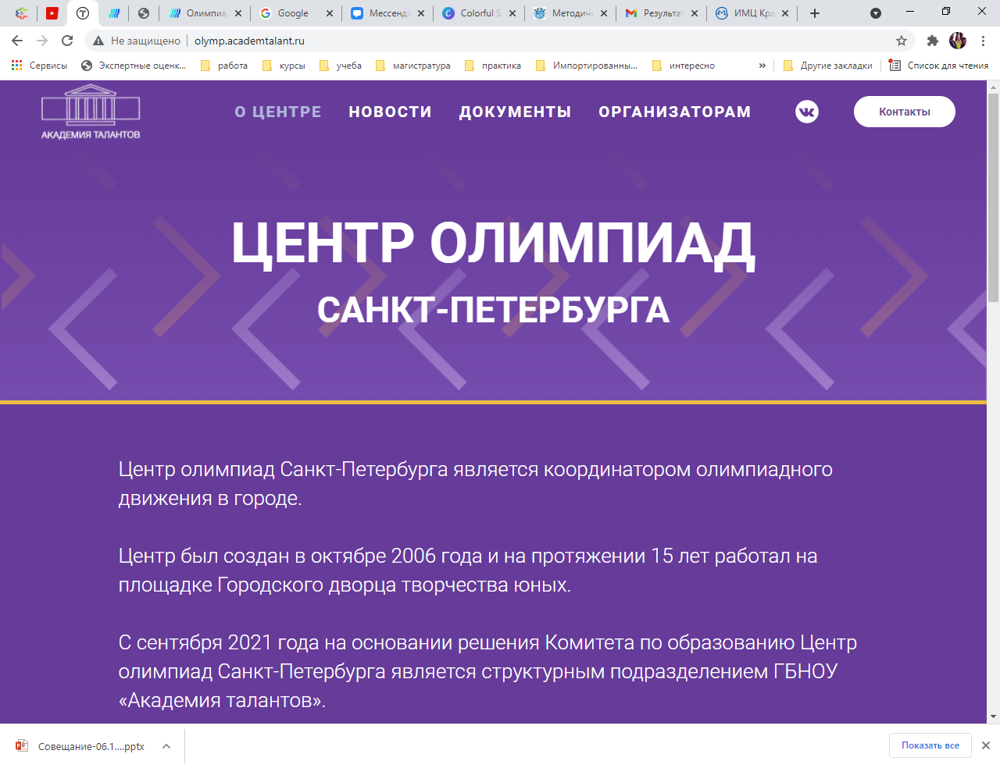 Олимпиа
Google
Мессендж
Colorful S
Методиче
Результат
ИМЦ Кра
Не защищено
olymp.academtalant.ru
Сервисы
Экспертные оценк...
работа
курсы
учеба
магистратура
практика
Импортированны...
интересно
»
Другие закладки
Список для чтения
АКАДЕМИЯ ТАЛАНТОВ
О ЦЕНТРЕ
НОВОСТИ
ДОКУМЕНТЫ
ОРГАНИЗАТОРАМ
Контакты
ЦЕНТР ОЛИМПИАД
САНКТ-ПЕТЕРБУРГА
Центр олимпиад Санкт-Петербурга является координатором олимпиадного
движения в городе.
Центр был создан в октябре 2006 года и на протяжении 15 лет работал на
площадке Городского дворца творчества юных.
С сентября 2021 года на основании решения Комитета по образованию Центр
олимпиад Санкт-Петербурга является структурным подразделением ГБНОУ
«Академия талантов».
Совещание-06.1....pptx
Показать все